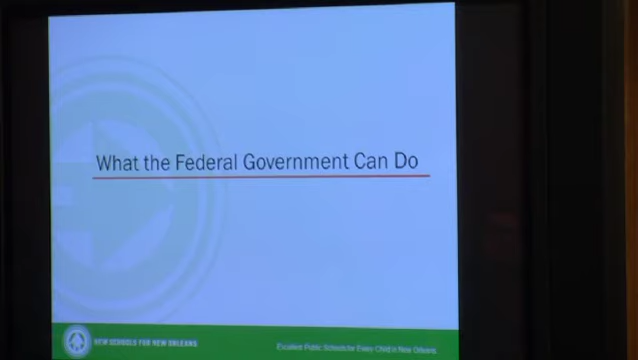 What the Federal Government Can Do
NEW SCHOOLS FOR NEW ORLEANS
Excellent Public Schools for Every Child in New Orleans